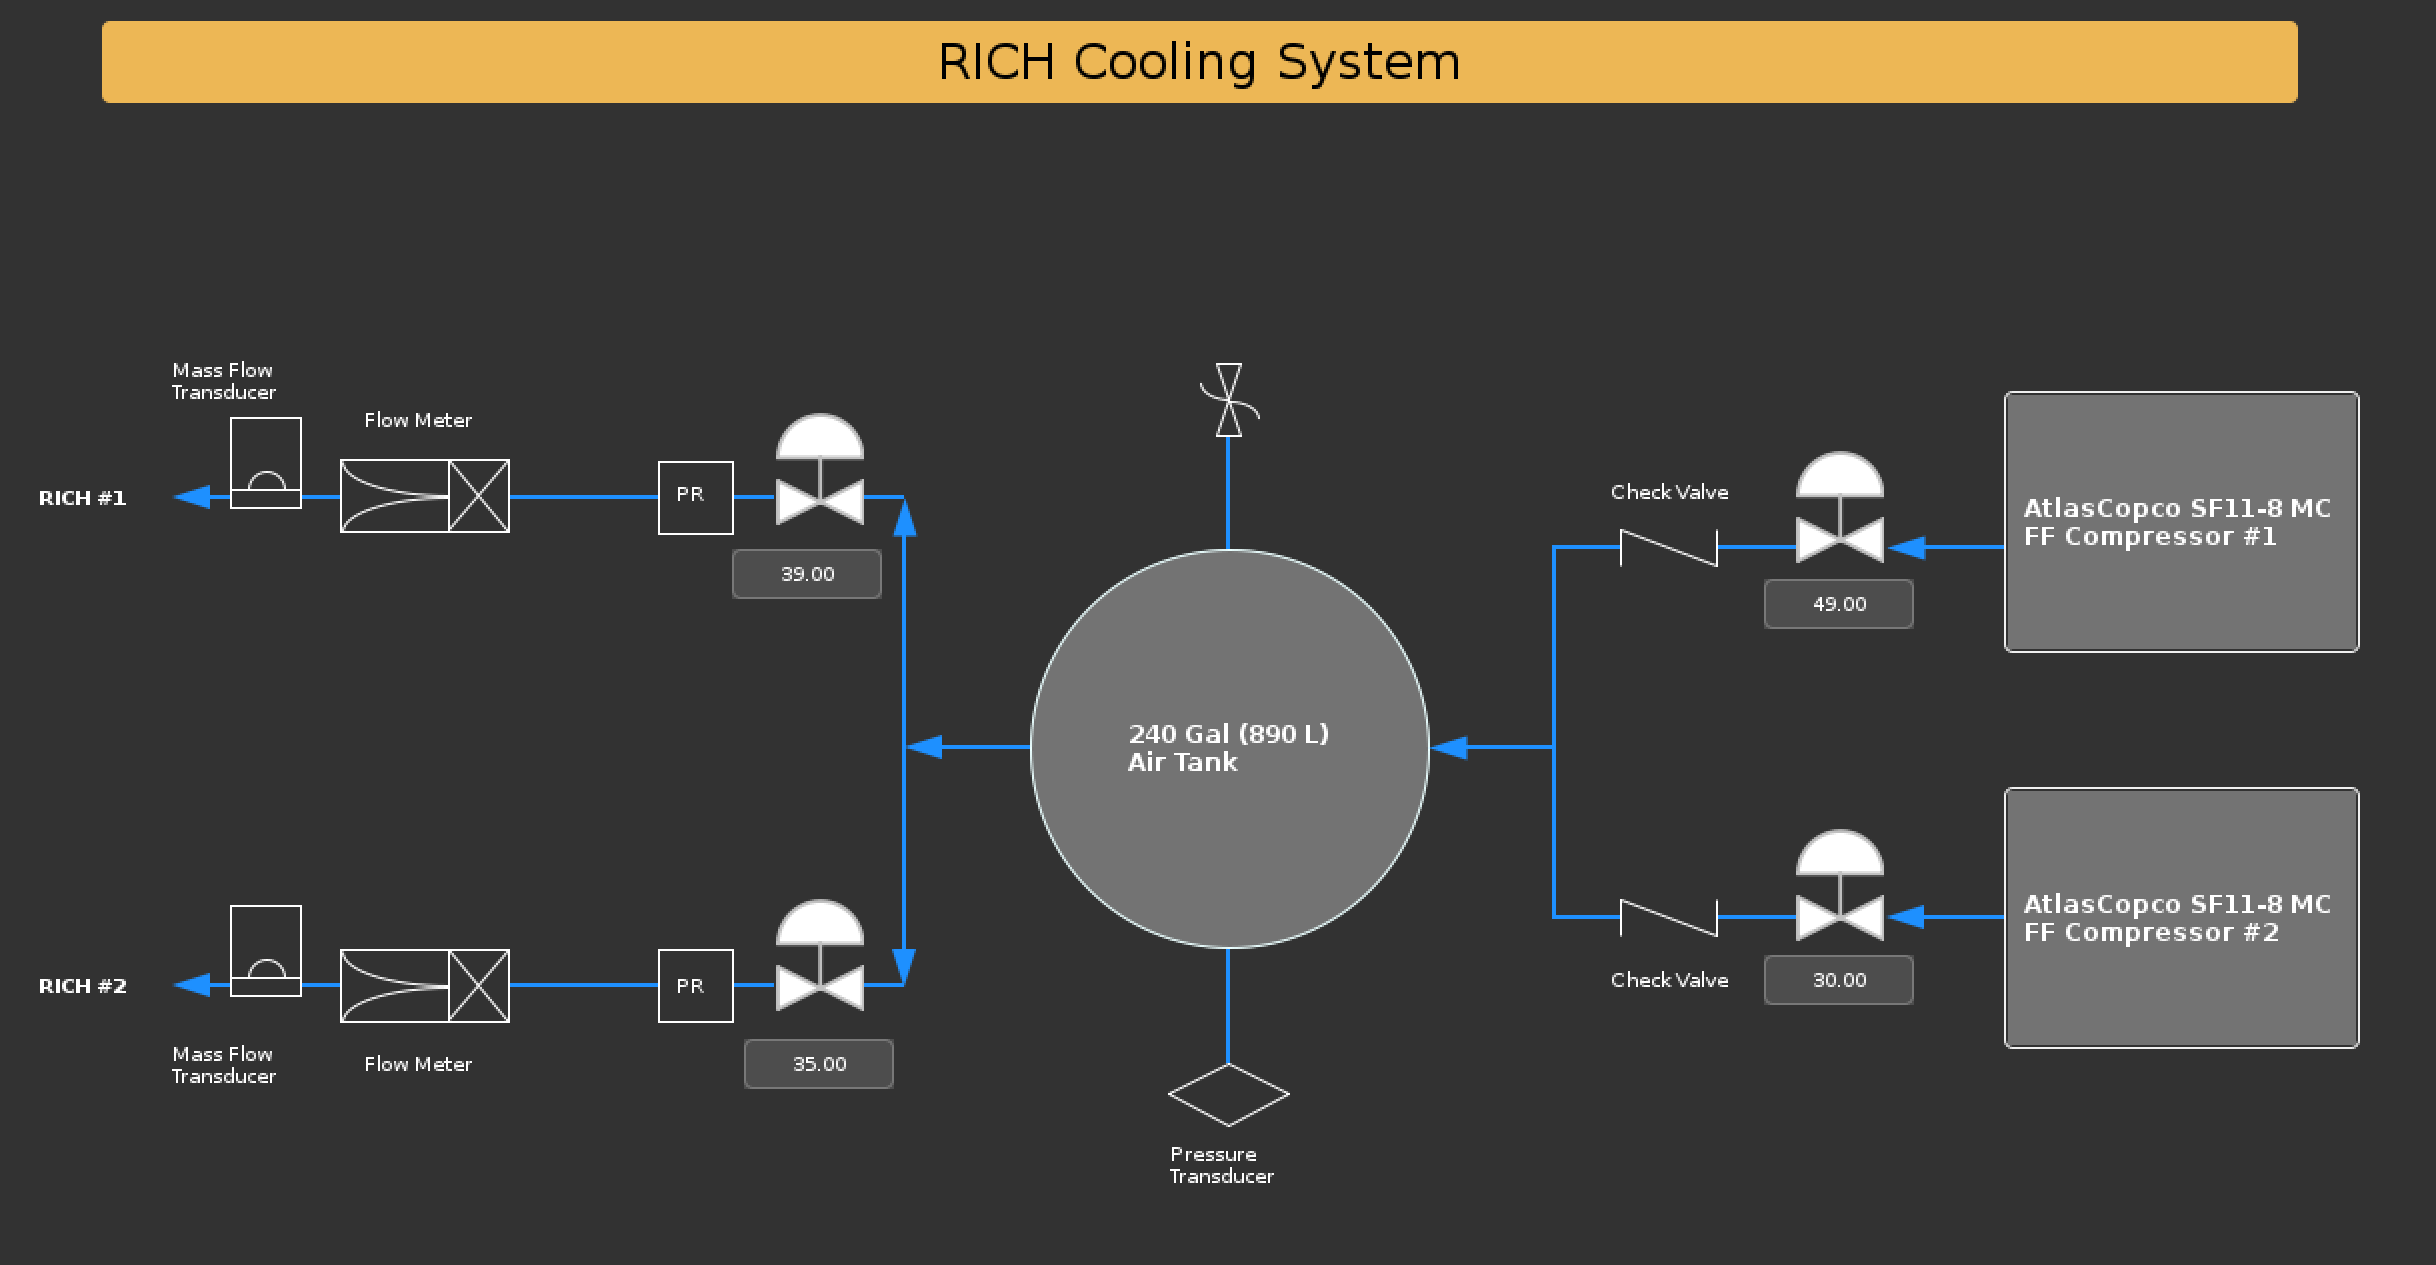 RICH Cooling System
Mass Flow
Transducer
Flow Meter
RICH #1
PR
39.00
Check Valve
49.00
AtlasCopco SF11-8 MC
FF Compressor #1
240 Gal (890 L)
Air Tank
RICH #2
PR
35.00
Mass Flow
Transducer
Flow Meter
Check Valve
30.00
AtlasCopco SF11-8 MC
FF Compressor #2
Pressure
Transducer